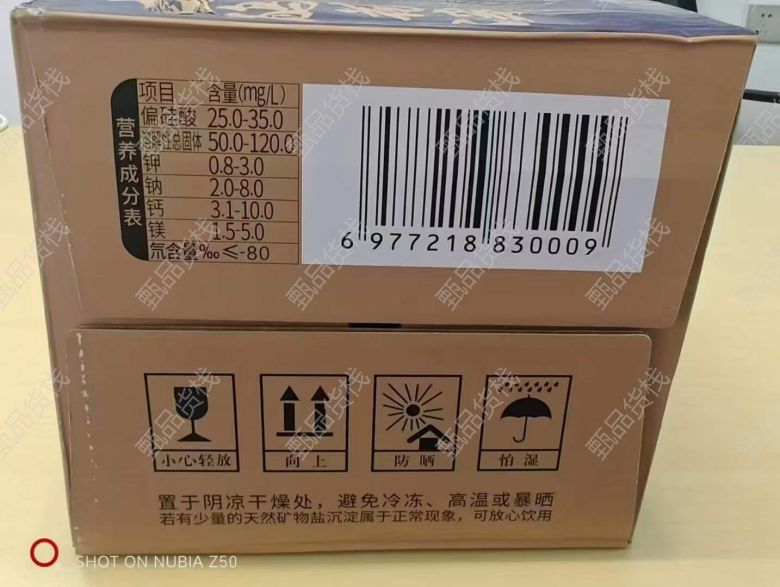 营养成分表
项目 含量(mg/L)
偏硅酸 25.0-35.0
溶解性总固体 50.0-120.0
钾 0.8-3.0
钠 2.0-8.0
钙 3.1-10.0
镁 1.5-5.0
氘含量‰ ≤-80
6 977218 830009
小心轻放
向上
防晒
怕湿
置于阴凉干燥处，避免冷冻、高温或暴晒
若有少量的天然矿物盐沉淀属于正常现象，可放心饮用
甄品货栈
SHOT ON NUBIA Z50